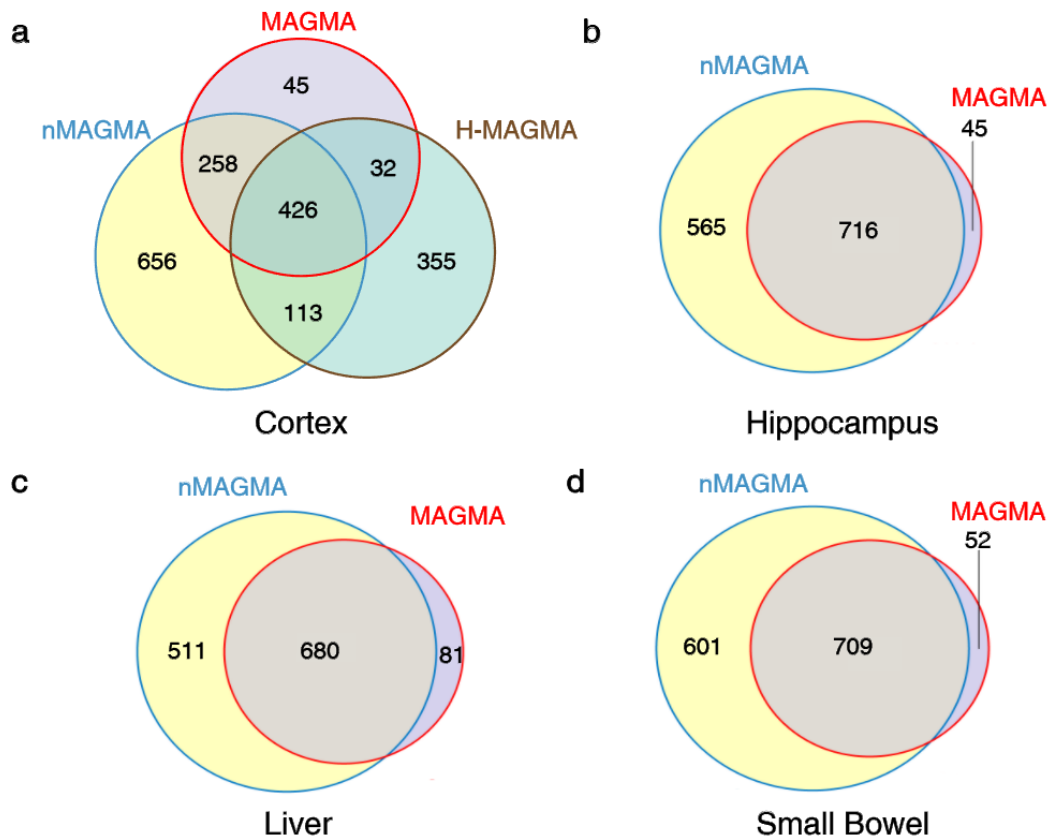 a
MAGMA
45
nMAGMA
H-MAGMA
258
32
426
656
355
113
Cortex
b
nMAGMA
MAGMA
45
565
716
Hippocampus
c
nMAGMA
MAGMA
511
680
81
Liver
d
nMAGMA
MAGMA
52
601
709
Small Bowel